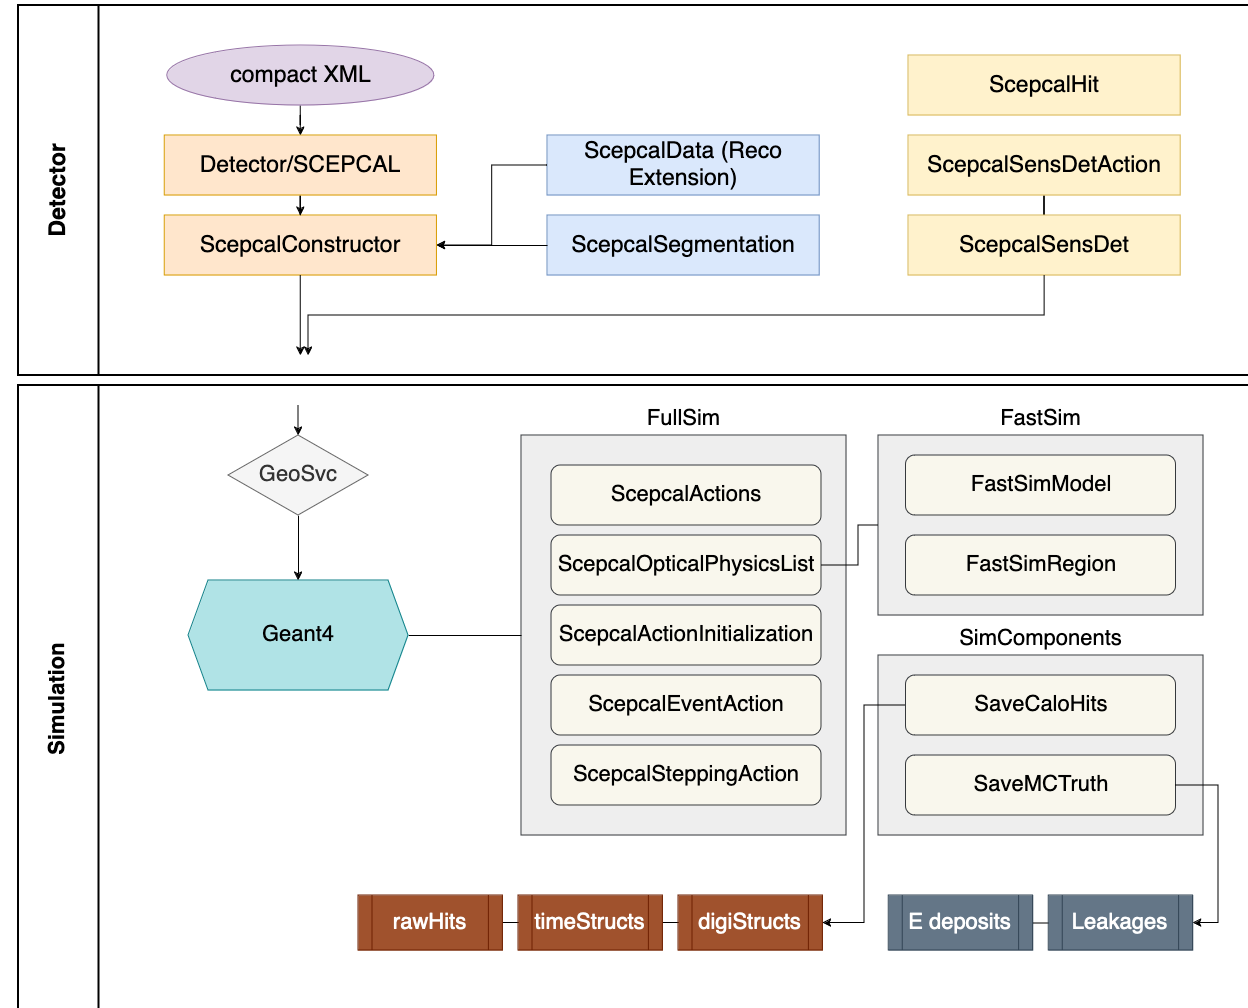 Detector
compact XML
Detector/SCEPCAL
ScepcalConstructor
ScepcalData (Reco
Extension)
ScepcalSegmentation
ScepcalHit
ScepcalSensDetAction
ScepcalSensDet
Simulation
GeoSvc
Geant4
FullSim
ScepcalActions
ScepcalOpticalPhysicsList
ScepcalActionInitialization
ScepcalEventAction
ScepcalSteppingAction
FastSim
FastSimModel
FastSimRegion
SimComponents
SaveCaloHits
SaveMCTruth
rawHits
timeStructs
digiStructs
E deposits
Leakages